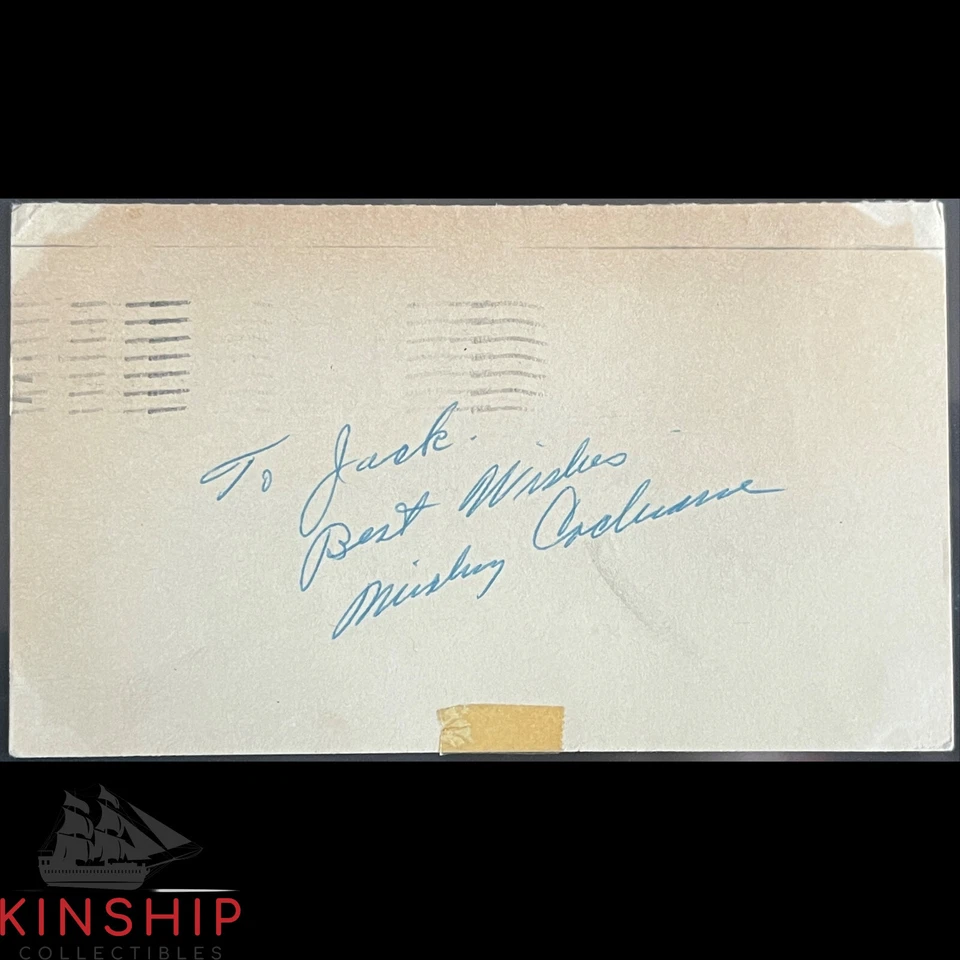 To Jack.
Best Wishes
Mickey Cochrane
KINSHIP
COLLECTIBLES